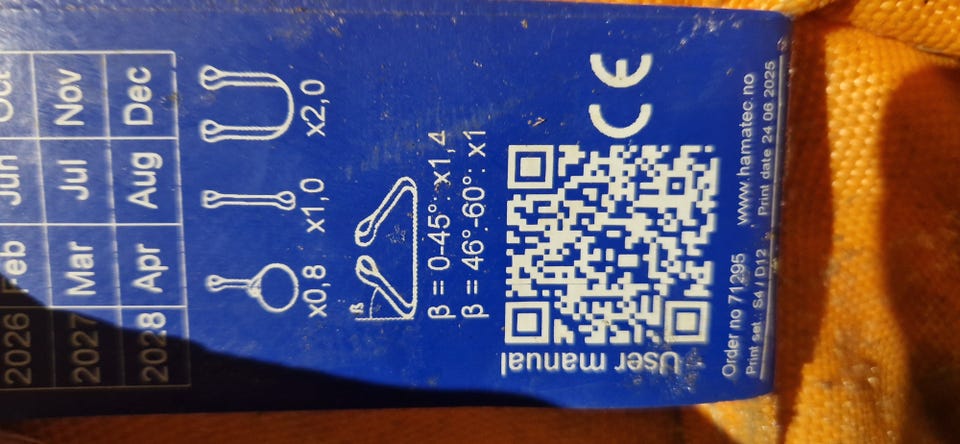 2026 Feb Jun Oct
2027 Mar Jul Nov
2028 Apr Aug Dec
x0,8 x1,0 x2,0
ß
β = 0-45°: x1,4
β = 46°-60°: x1
User manual
CE
Order no 71295 www.hamatec.no
Print set.: S4 / D12 Print date 24 06 2025